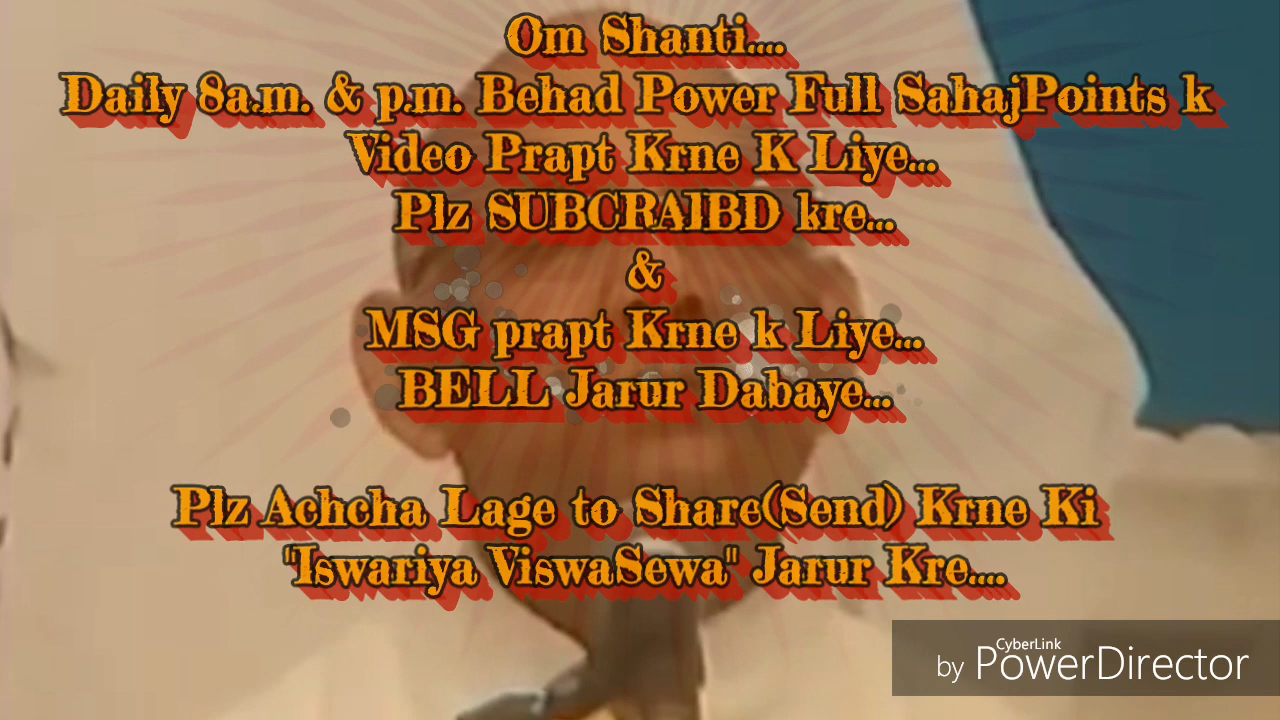 Om Shanti....
Daily 8a.m. & p.m. Behad Power Full SahajPoints k
Video Prapt Krne K Liye...
Plz SUBCRAIBD kre...
&
MSG prapt Krne k Liye...
BELL Jarur Dabaye...
Plz Achcha Lage to Share(Send) Krne Ki
"Iswariya ViswaSewa" Jarur Kre....
CyberLink
by PowerDirector